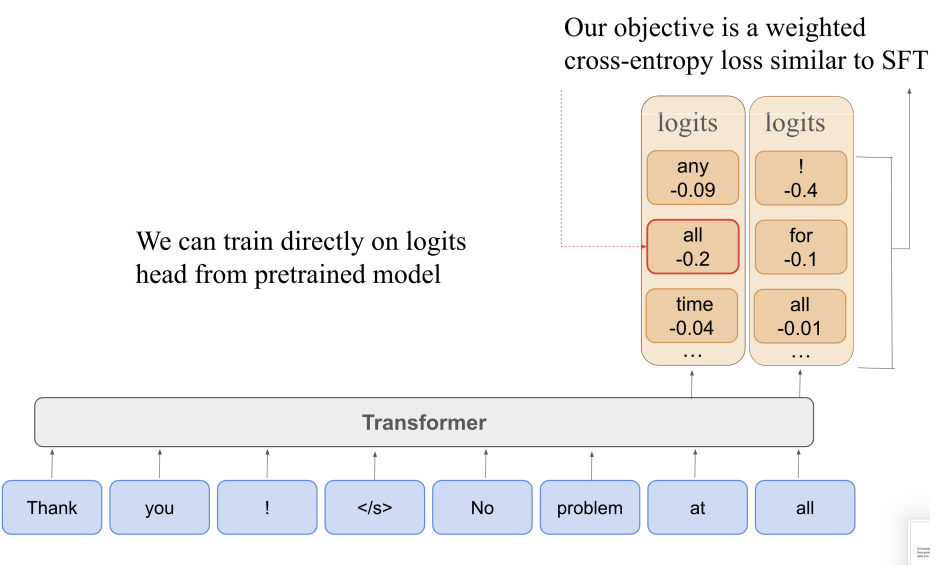 Our objective is a weighted
cross-entropy loss similar to SFT
logits
logits
any
-0.09
!
-0.4
all
-0.2
for
-0.1
time
-0.04
all
-0.01
...
...
We can train directly on logits
head from pretrained model
Transformer
Thank
you
!
</s>
No
problem
at
all